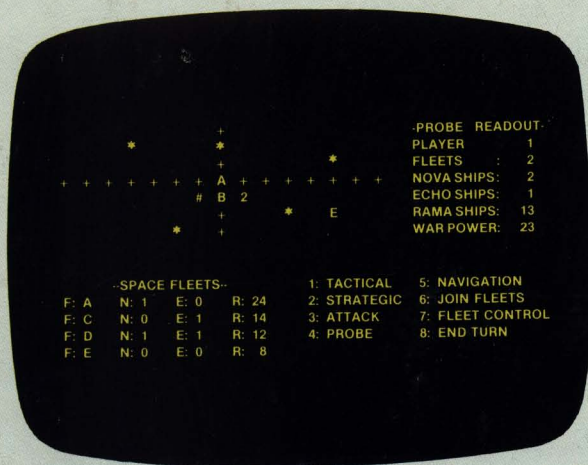 +
* *
+ *
+ + + + + + + A + + + + + + +
# B 2
+ * E
* +
-PROBE READOUT-
PLAYER 1
FLEETS : 2
NOVA SHIPS: 2
ECHO SHIPS: 1
RAMA SHIPS: 13
WAR POWER: 23
--SPACE FLEETS--
F: A N: 1 E: 0 R: 24
F: C N: 0 E: 1 R: 14
F: D N: 1 E: 1 R: 12
F: E N: 0 E: 0 R: 8
1: TACTICAL 5: NAVIGATION
2: STRATEGIC 6: JOIN FLEETS
3: ATTACK 7: FLEET CONTROL
4: PROBE 8: END TURN